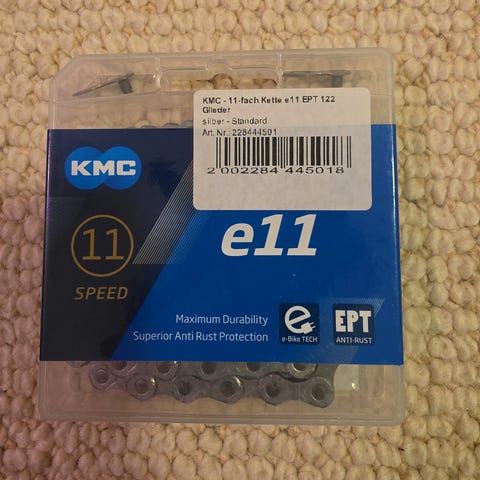 KMC - 11-fach Kette e11 EPT 122
Glieder
silber - Standard
Art. Nr.: 228444501
2 002284 445018
KMC
11
SPEED
e11
Maximum Durability
Superior Anti Rust Protection
e
e-Bike TECH
EPT
ANTI-RUST